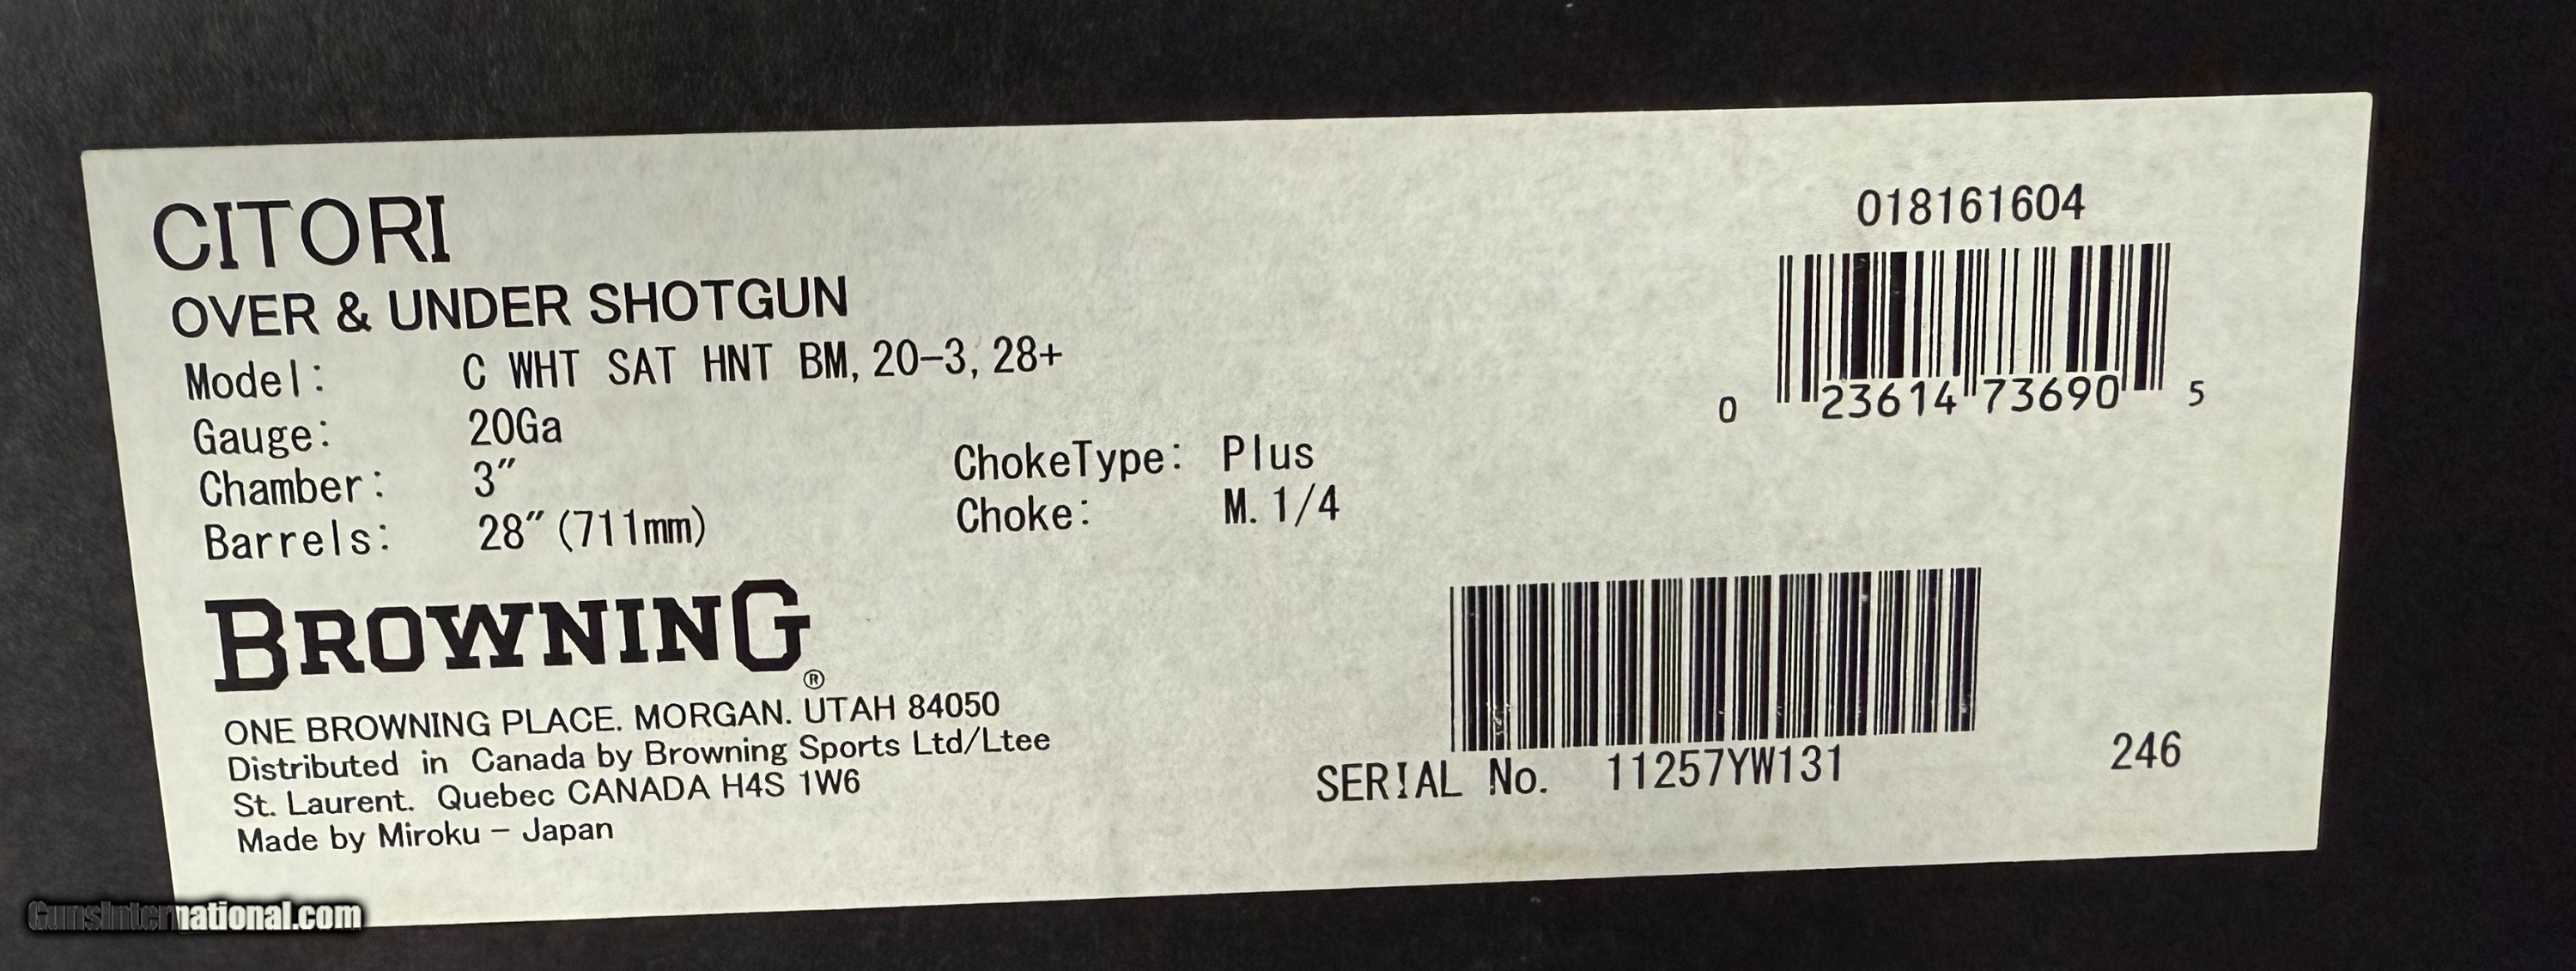 CITORI
OVER & UNDER SHOTGUN
Model: C WHT SAT HNT BM, 20-3, 28+
Gauge: 20Ga
Chamber: 3″
Barrels: 28″(711mm)
ChokeType: Plus
Choke: M. 1/4
018161604
0 23614 73690 5
BROWNING®
ONE BROWNING PLACE. MORGAN. UTAH 84050
Distributed in Canada by Browning Sports Ltd/Ltee
St. Laurent. Quebec CANADA H4S 1W6
Made by Miroku - Japan
SERIAL No. 11257YW131
246
GunsInternational.com